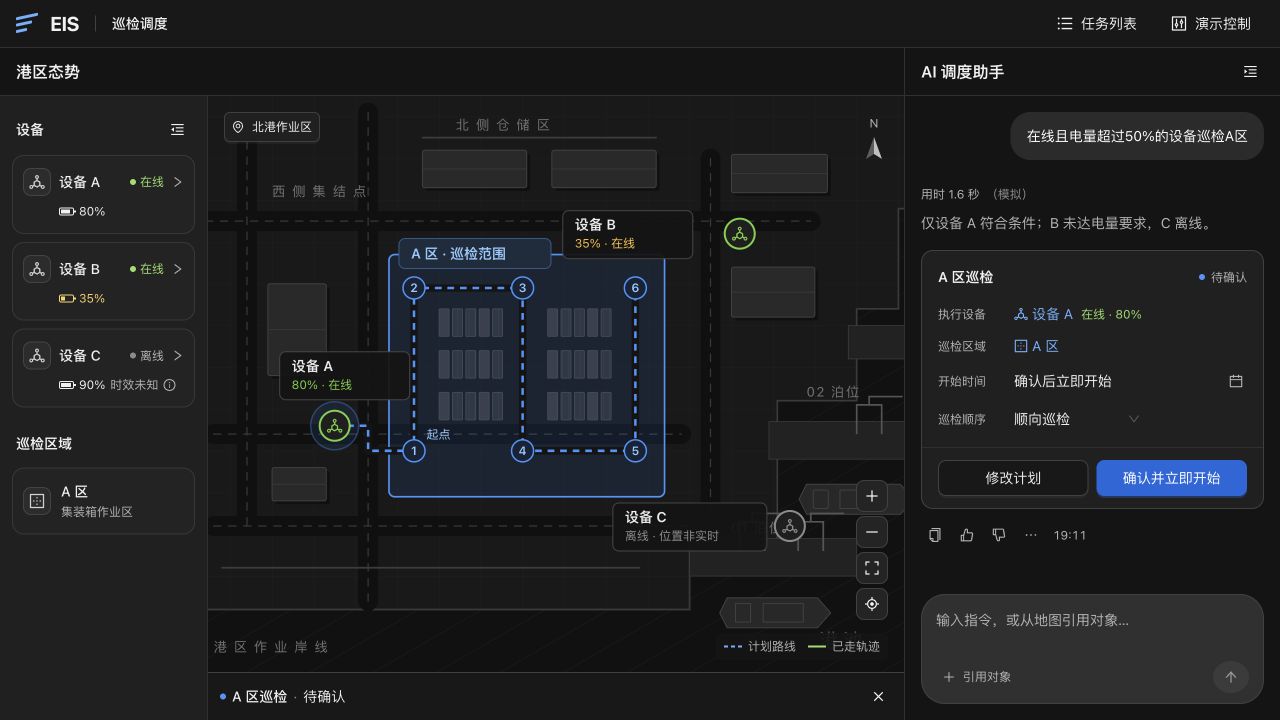 EIS
巡检调度
任务列表
演示控制
港区态势
AI 调度助手
设备
设备 A
在线
80%
设备 B
在线
35%
设备 C
离线
90% 时效未知
巡检区域
A 区
集装箱作业区
北港作业区
北侧仓储区
N
西侧集结点
设备 B
35% · 在线
A 区 · 巡检范围
2
3
6
设备 A
80% · 在线
02 泊位
起点
1
4
5
设备 C
离线 · 位置非实时
港区作业岸线
计划路线
已走轨迹
A 区巡检 · 待确认
在线且电量超过50%的设备巡检A区
用时 1.6 秒 （模拟）
仅设备 A 符合条件；B 未达电量要求，C 离线。
A 区巡检
待确认
执行设备 设备 A 在线 · 80%
巡检区域 A 区
开始时间 确认后立即开始
巡检顺序 顺向巡检
修改计划
确认并立即开始
19:11
输入指令，或从地图引用对象...
引用对象